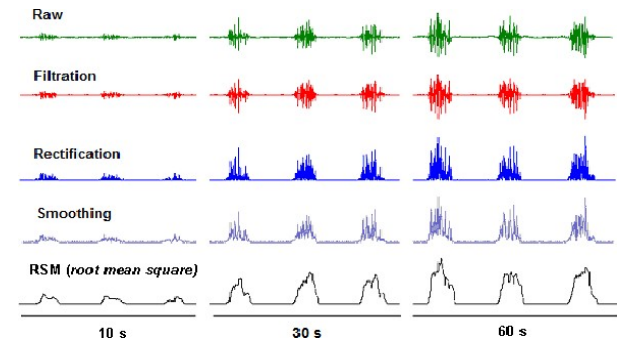 Raw
Filtration
Rectification
Smoothing
RSM (root mean square)
10 s
30 s
60 s